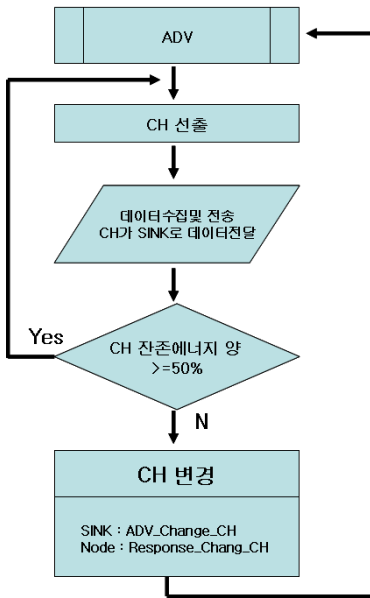 ADV
CH 선출
데이터수집및 전송
CH가 SINK로 데이터전달
Yes
CH 잔존에너지 양
>=50%
N
CH 변경
SINK : ADV_Change_CH
Node : Response_Chang_CH